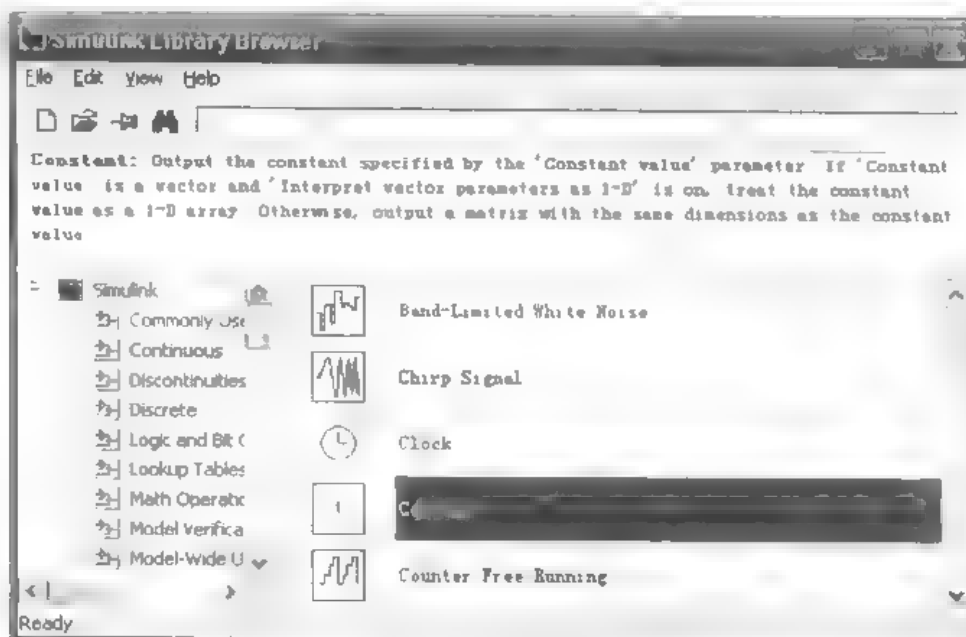 Simulink Library Browser
File Edit View Help
Constant: Output the constant specified by the 'Constant value' parameter If 'Constant
value is a vector and 'Interpret vector parameters as 1-D' is on, treat the constant
value as a 1-D array Otherwise, output a matrix with the same dimensions as the constant
value
Simulink
Commonly Use
Continuous
Discontinuities
Discrete
Logic and Bit
Lookup Tables
Math Operatic
Model Verifica
Model-Wide U
Band-Limited White Noise
Chirp Signal
Clock
1
Counter Free Running
Ready